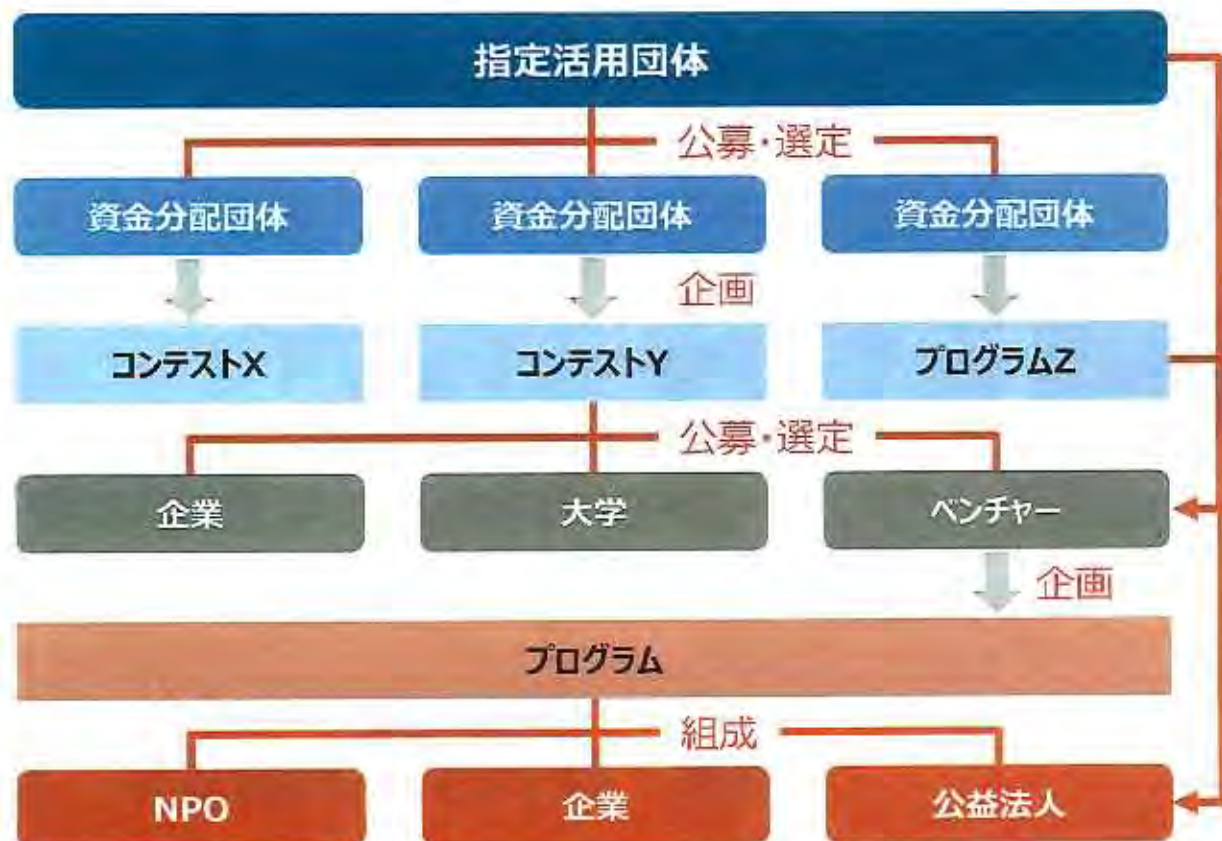 指定活用団体
公募・選定
資金分配団体
資金分配団体
資金分配団体
企画
コンテストX
コンテストY
プログラムZ
公募・選定
企業
大学
ベンチャー
企画
プログラム
組成
NPO
企業
公益法人